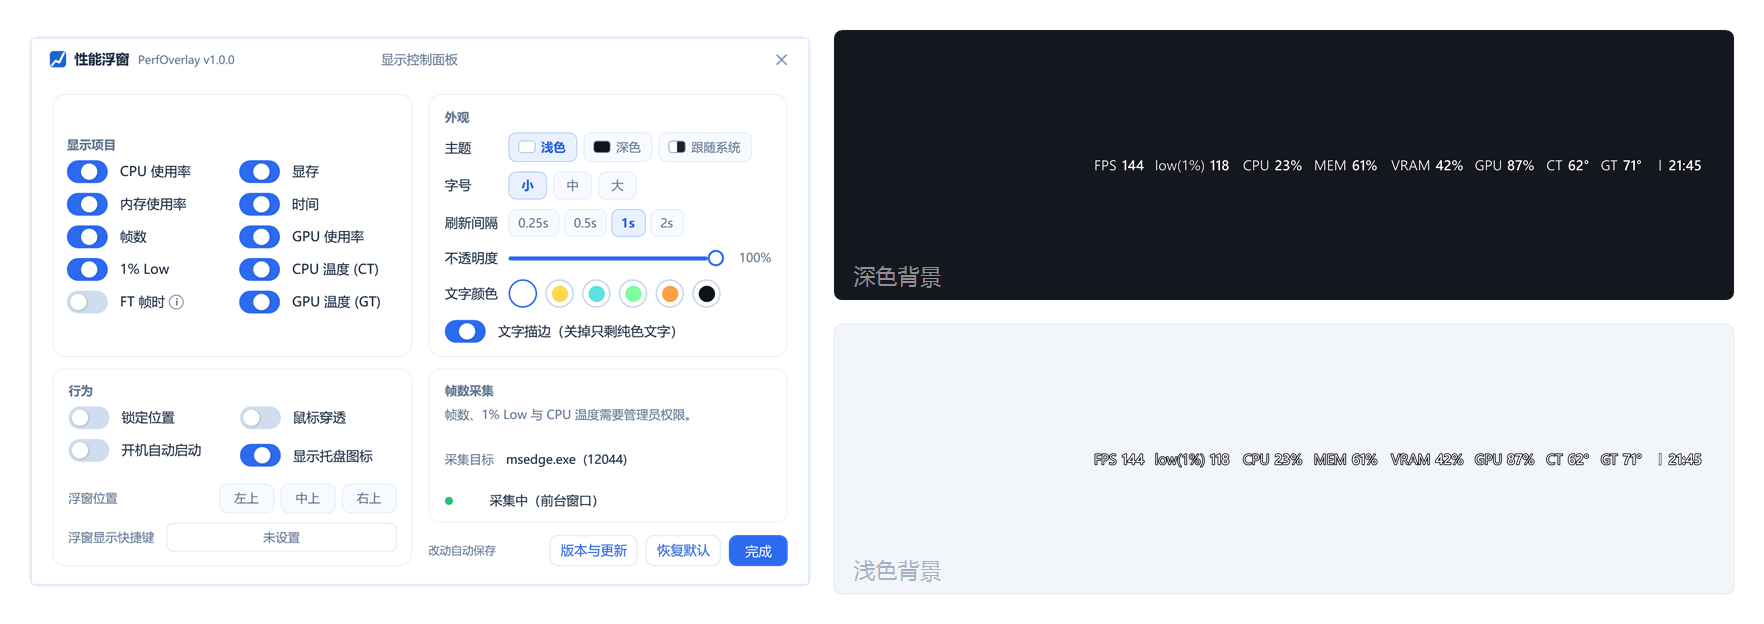 性能浮窗 PerfOverlay v1.0.0 显示控制面板
显示项目
CPU 使用率 显存
内存使用率 时间
帧数 GPU 使用率
1% Low CPU 温度 (CT)
FT 帧时 GPU 温度 (GT)
外观
主题 浅色 深色 跟随系统
字号 小 中 大
刷新间隔 0.25s 0.5s 1s 2s
不透明度 100%
文字颜色
文字描边（关掉只剩纯色文字）
行为
锁定位置 鼠标穿透
开机自动启动 显示托盘图标
浮窗位置 左上 中上 右上
浮窗显示快捷键 未设置
帧数采集
帧数、1% Low 与 CPU 温度需要管理员权限。
采集目标 msedge.exe (12044)
采集中（前台窗口）
改动自动保存 版本与更新 恢复默认 完成
FPS 144 low(1%) 118 CPU 23% MEM 61% VRAM 42% GPU 87% CT 62° GT 71° | 21:45
深色背景
FPS 144 low(1%) 118 CPU 23% MEM 61% VRAM 42% GPU 87% CT 62° GT 71° | 21:45
浅色背景